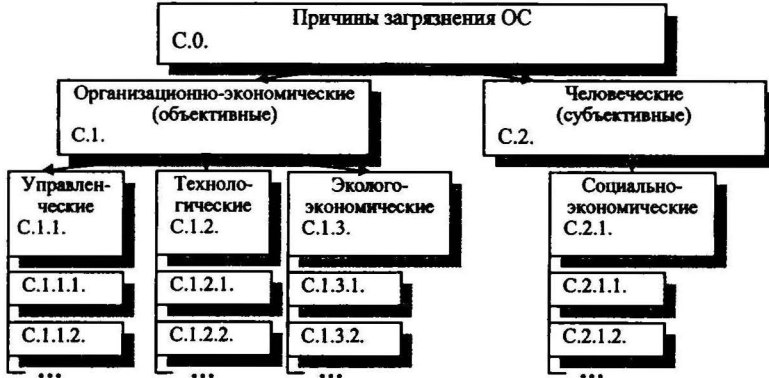 Причины загрязнения ОС
С.0.
Организационно-экономические
(объективные)
С.1.
Человеческие
(субъективные)
С.2.
Управлен-
ческие
С.1.1.
Техноло-
гические
С.1.2.
Эколого-
экономические
С.1.3.
Социально-
экономические
С.2.1.
С.1.1.1.
С.1.2.1.
С.1.3.1.
С.2.1.1.
С.1.1.2.
С.1.2.2.
С.1.3.2.
С.2.1.2.
...
...
...
...